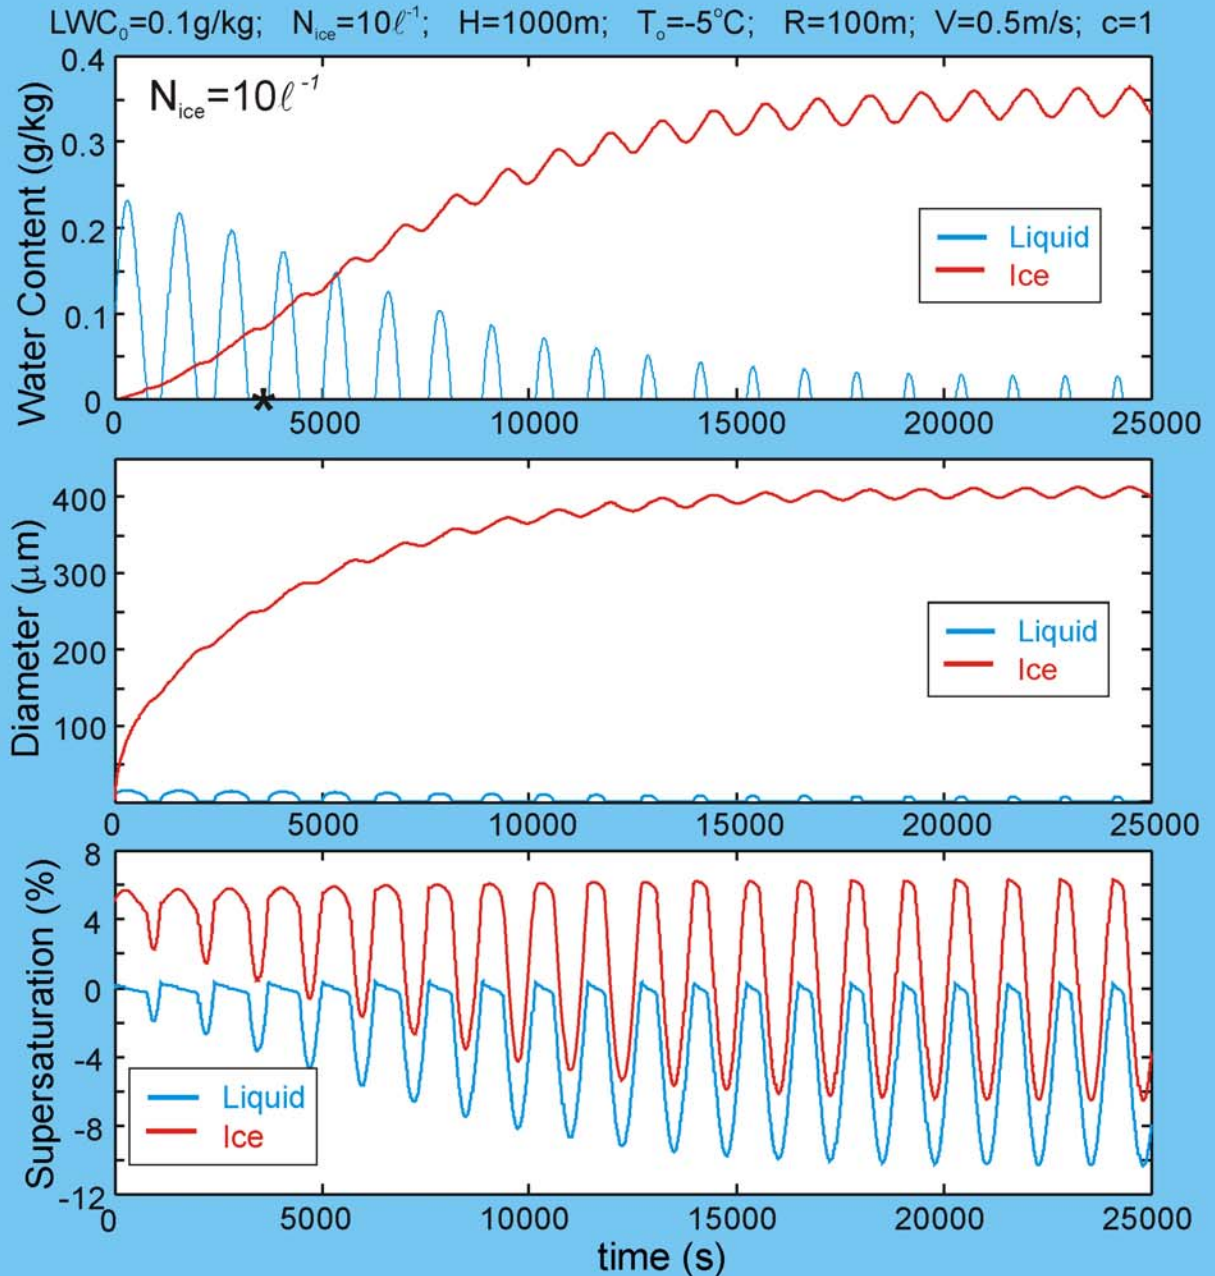 LWC₀=0.1g/kg; N_ice=10ℓ⁻¹; H=1000m; Tₒ=-5°C; R=100m; V=0.5m/s; c=1
Water Content (g/kg)
0.4
0.3
0.2
0.1
0
N_ice=10ℓ⁻¹
Liquid
Ice
*
0 5000 10000 15000 20000 25000
Diameter (μm)
400
300
200
100
Liquid
Ice
0 5000 10000 15000 20000 25000
Supersaturation (%)
8
4
0
-4
-8
-12
Liquid
Ice
0 5000 10000 15000 20000 25000
time (s)